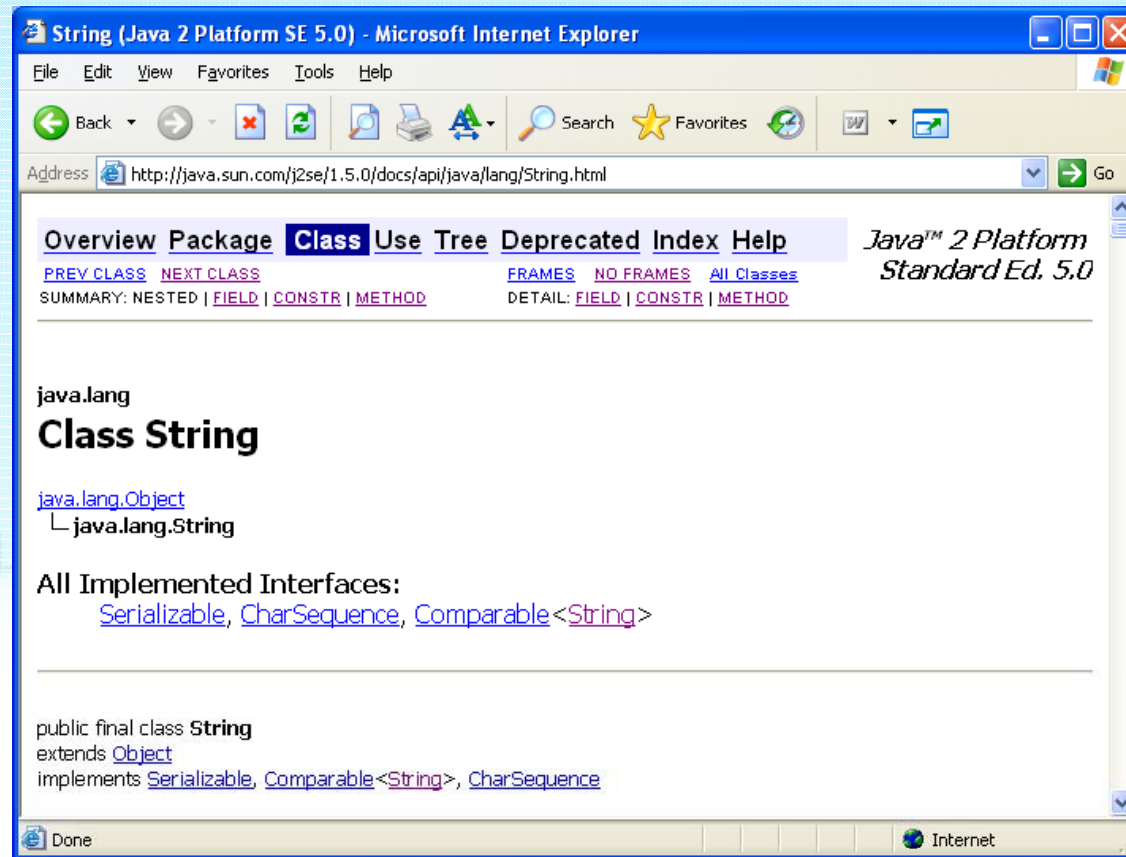 String (Java 2 Platform SE 5.0) - Microsoft Internet Explorer
File Edit View Favorites Tools Help
Back Search Favorites
Address http://java.sun.com/j2se/1.5.0/docs/api/java/lang/String.html Go
Overview Package Class Use Tree Deprecated Index Help Java™ 2 Platform
PREV CLASS NEXT CLASS FRAMES NO FRAMES All Classes Standard Ed. 5.0
SUMMARY: NESTED | FIELD | CONSTR | METHOD DETAIL: FIELD | CONSTR | METHOD
java.lang
Class String
java.lang.Object
java.lang.String
All Implemented Interfaces:
Serializable, CharSequence, Comparable<String>
public final class String
extends Object
implements Serializable, Comparable<String>, CharSequence
Done Internet